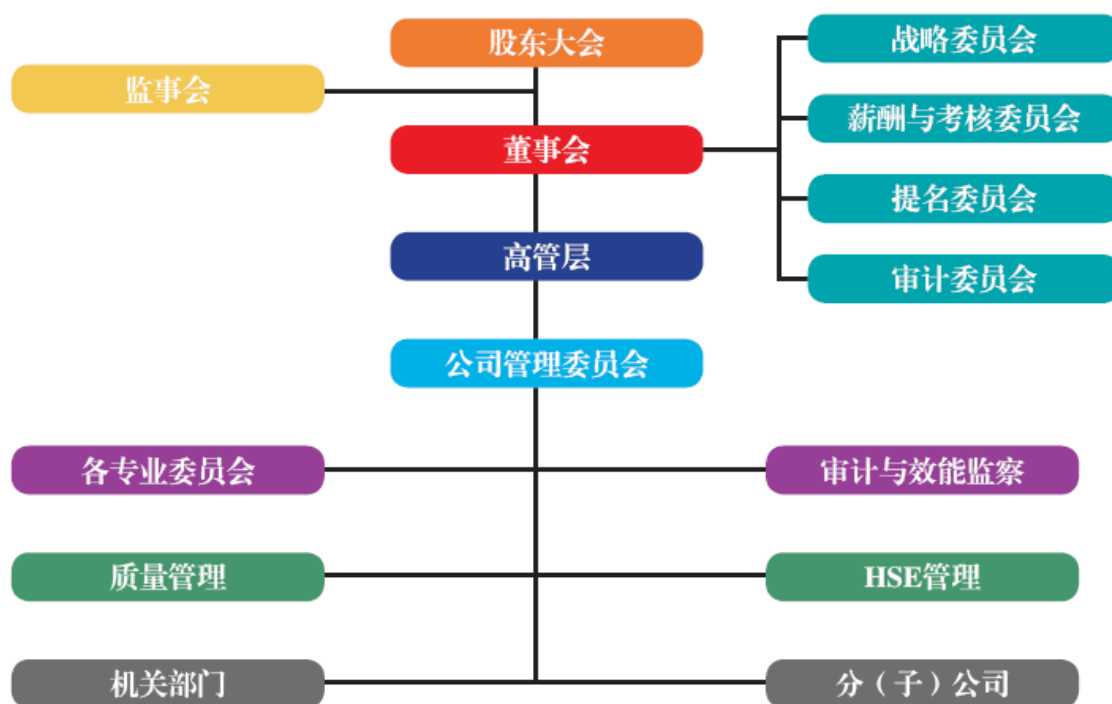 股东大会
战略委员会
监事会
薪酬与考核委员会
董事会
提名委员会
高管层
审计委员会
公司管理委员会
各专业委员会
审计与效能监察
质量管理
HSE管理
机关部门
分（子）公司